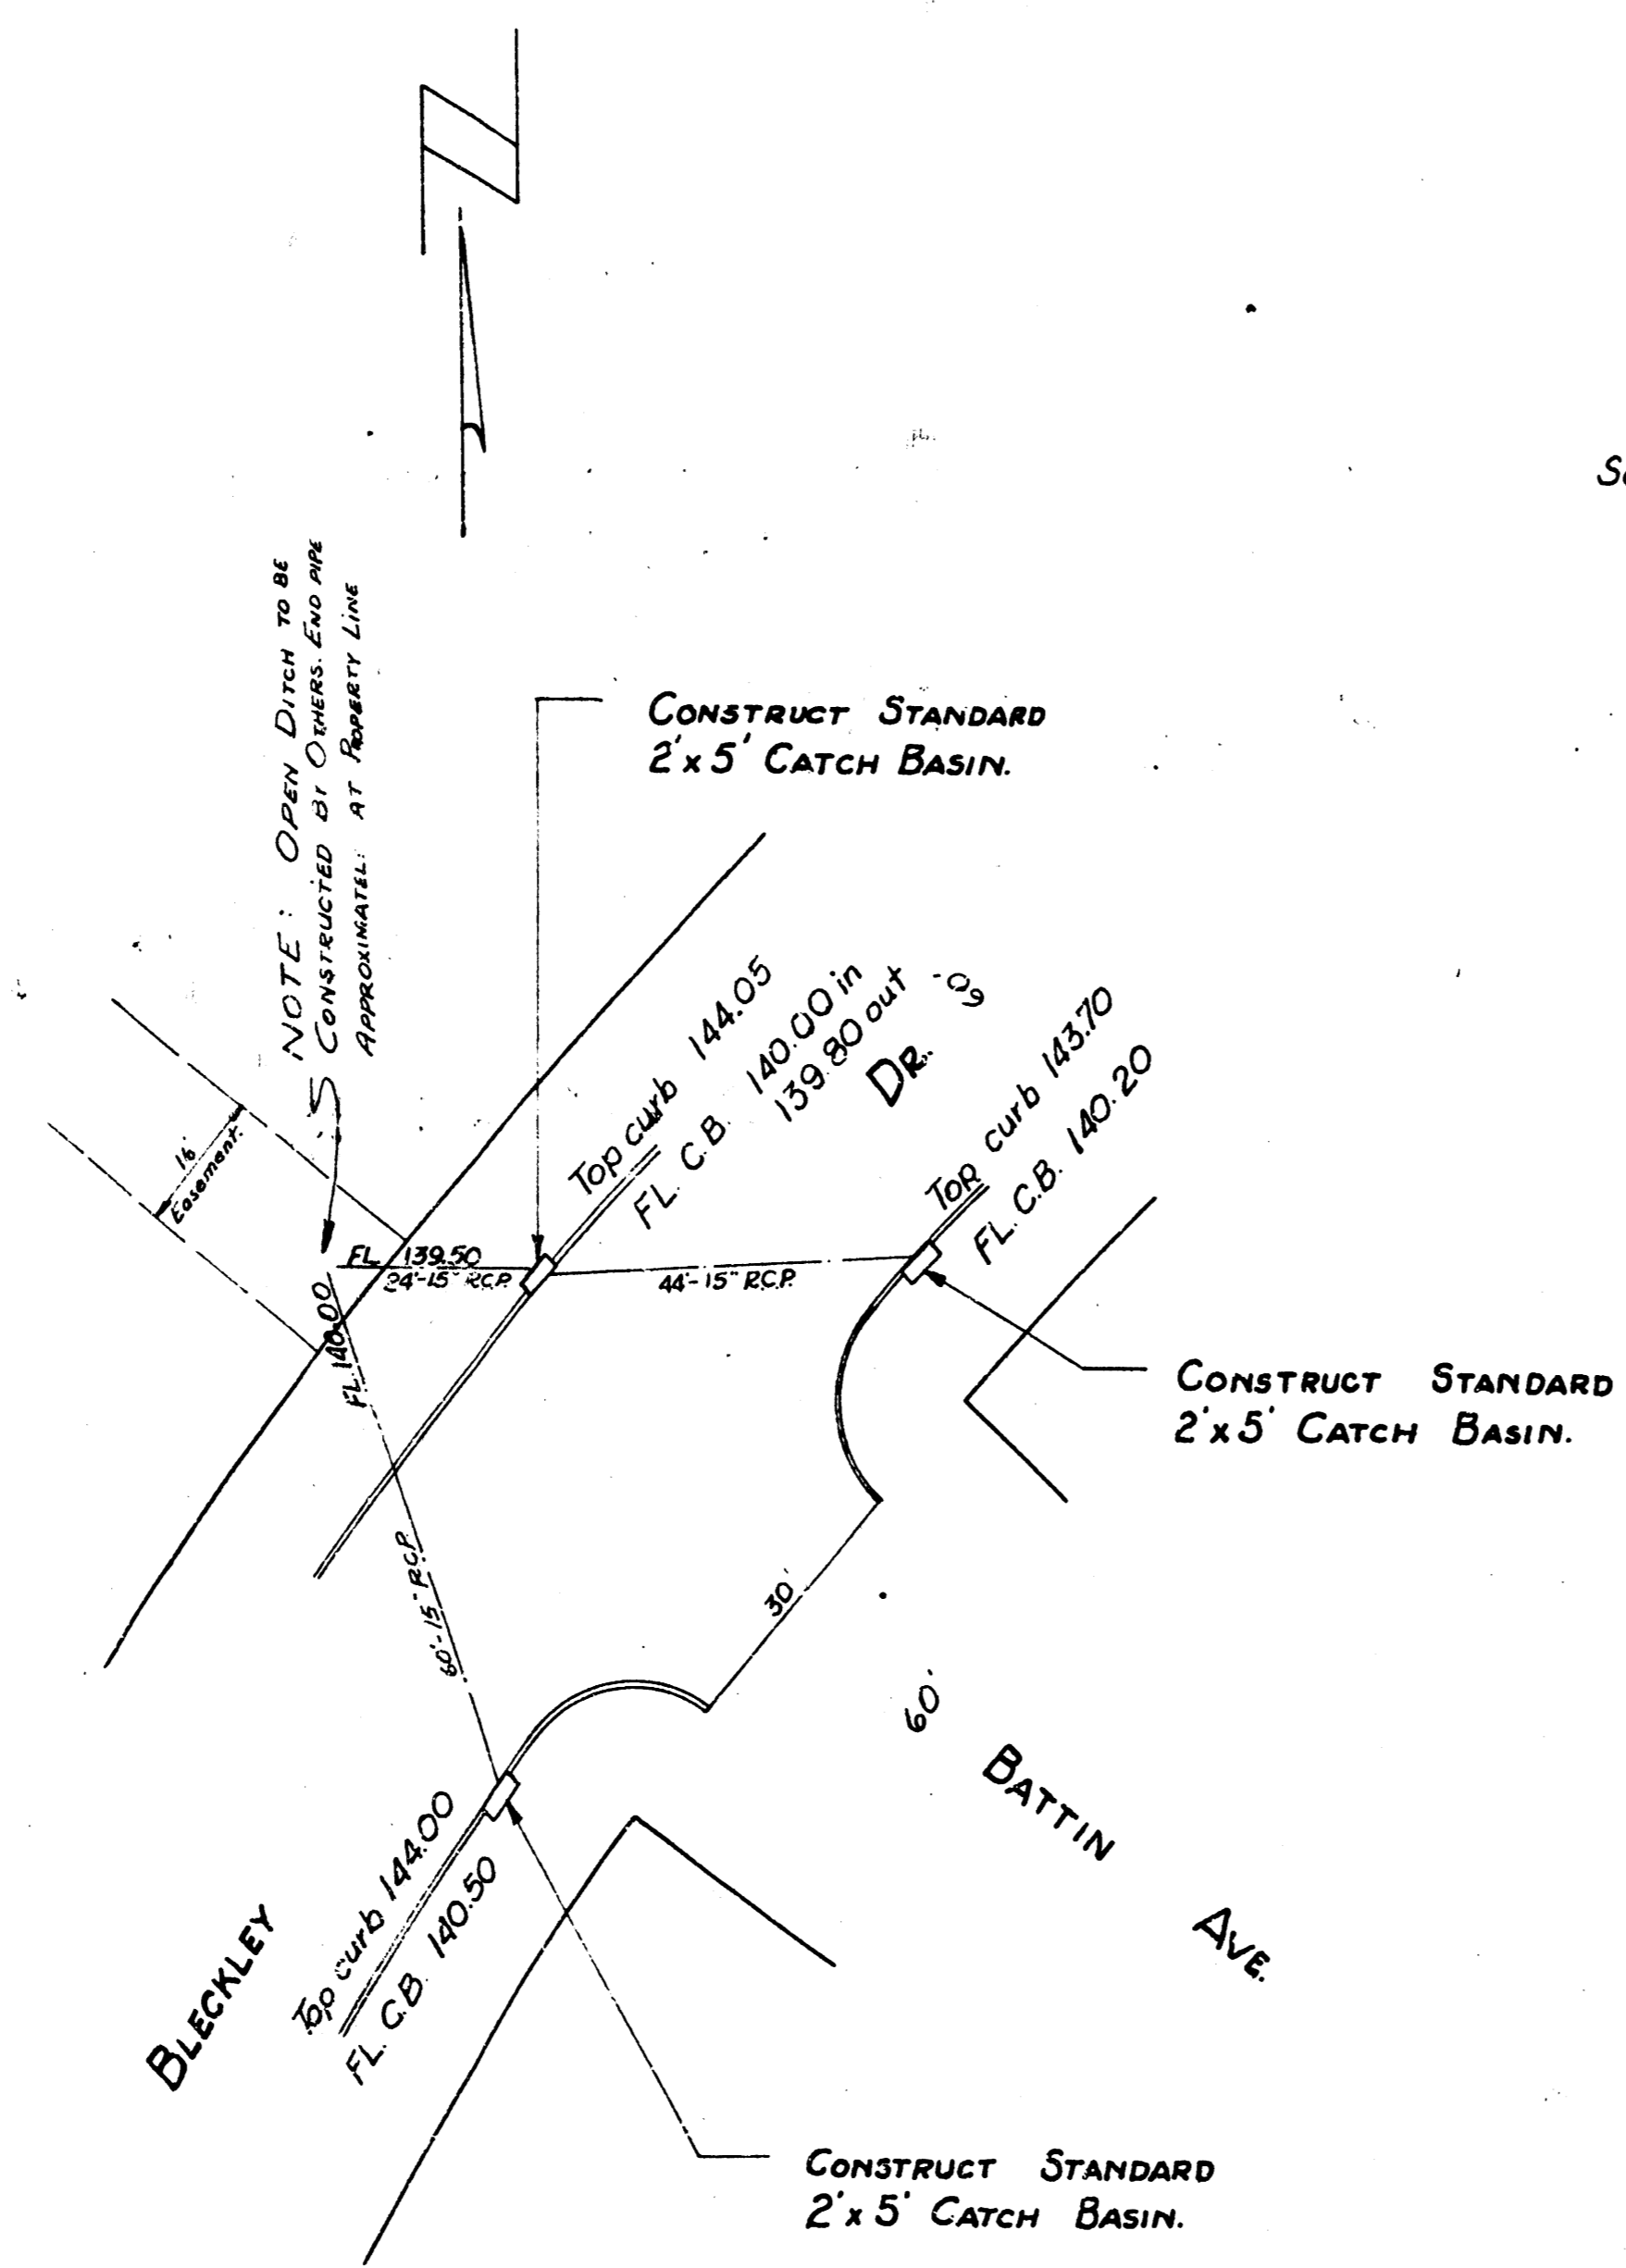 N
NOTE: OPEN DITCH TO BE
CONSTRUCTED BY OTHERS. END PIPE
APPROXIMATEL: AT PROPERTY LINE
CONSTRUCT STANDARD
2'x5' CATCH BASIN.
Top curb 144.05
FL. C.B. 140.00 in
139.80 out
60'
DR.
Top curb 143.70
FL. C.B. 140.20
16'
Easement.
FL. 139.50
24'-15" R.C.P.
44'-15" R.C.P.
FL. 140.00
CONSTRUCT STANDARD
2'x5' CATCH BASIN.
60'-15" R.C.P.
30'
60'
BATTIN
AVE.
Top curb 144.00
FL. C.B. 140.50
BLECKLEY
CONSTRUCT STANDARD
2'x5' CATCH BASIN.